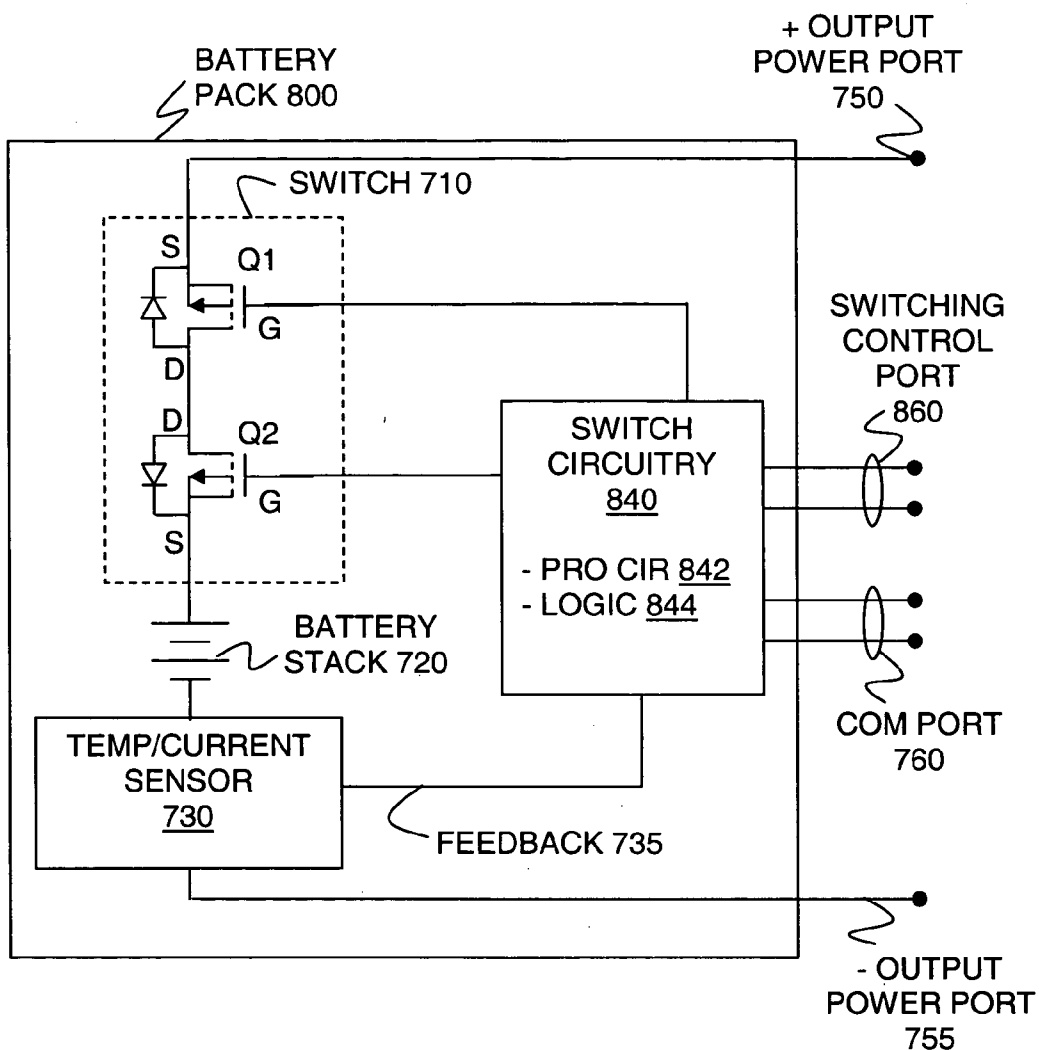 BATTERY
PACK 800
+ OUTPUT
POWER PORT
750
SWITCH 710
S
Q1
G
D
D
Q2
G
S
SWITCH
CIRCUITRY
840
- PRO CIR 842
- LOGIC 844
SWITCHING
CONTROL
PORT
860
BATTERY
STACK 720
COM PORT
760
TEMP/CURRENT
SENSOR
730
FEEDBACK 735
- OUTPUT
POWER PORT
755